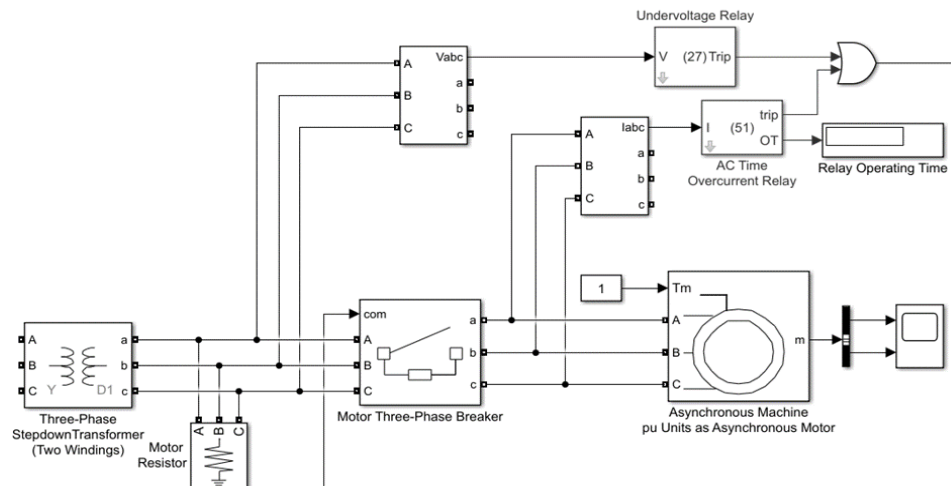 Undervoltage Relay
V (27) Trip
Vabc
A
a
B
b
C
c
Iabc
A
a
B
b
C
c
I (51) trip
OT
AC Time
Overcurrent Relay
Relay Operating Time
1
Tm
A
B
C
m
Asynchronous Machine
pu Units as Asynchronous Motor
com
A a
B b
C c
Motor Three-Phase Breaker
A a
B b
C c
Y D1
Three-Phase
StepdownTransformer
(Two Windings)
A B C
Motor
Resistor